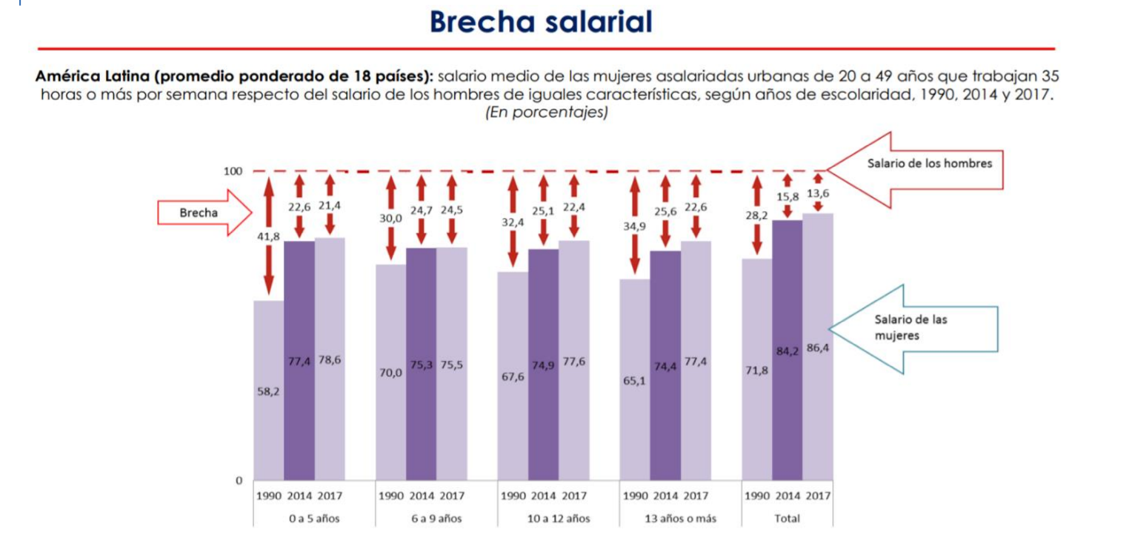 Brecha salarial
América Latina (promedio ponderado de 18 países): salario medio de las mujeres asalariadas urbanas de 20 a 49 años que trabajan 35
horas o más por semana respecto del salario de los hombres de iguales características, según años de escolaridad, 1990, 2014 y 2017.
(En porcentajes)
Salario de los hombres
100
Brecha
41,8 22,6 21,4
30,0 24,7 24,5
32,4 25,1 22,4
34,9 25,6 22,6
28,2 15,8 13,6
Salario de las
mujeres
58,2 77,4 78,6
70,0 75,3 75,5
67,6 74,9 77,6
65,1 74,4 77,4
71,8 84,2 86,4
0
1990 2014 2017 1990 2014 2017 1990 2014 2017 1990 2014 2017 1990 2014 2017
0 a 5 años 6 a 9 años 10 a 12 años 13 años o más Total